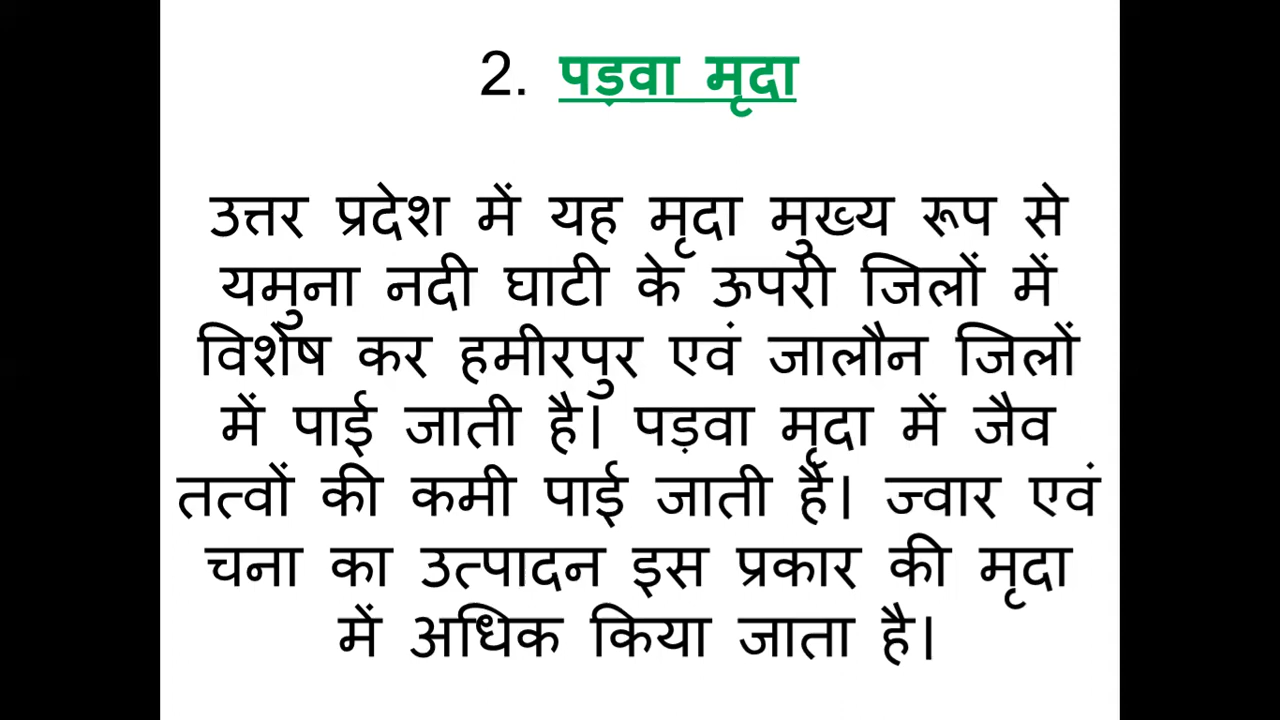 2. पड़वा मृदा
उत्तर प्रदेश में यह मृदा मुख्य रूप से
यमुना नदी घाटी के ऊपरी जिलों में
विशेष कर हमीरपुर एवं जालौन जिलों
में पाई जाती है। पड़वा मृदा में जैव
तत्वों की कमी पाई जाती है। ज्वार एवं
चना का उत्पादन इस प्रकार की मृदा
में अधिक किया जाता है।